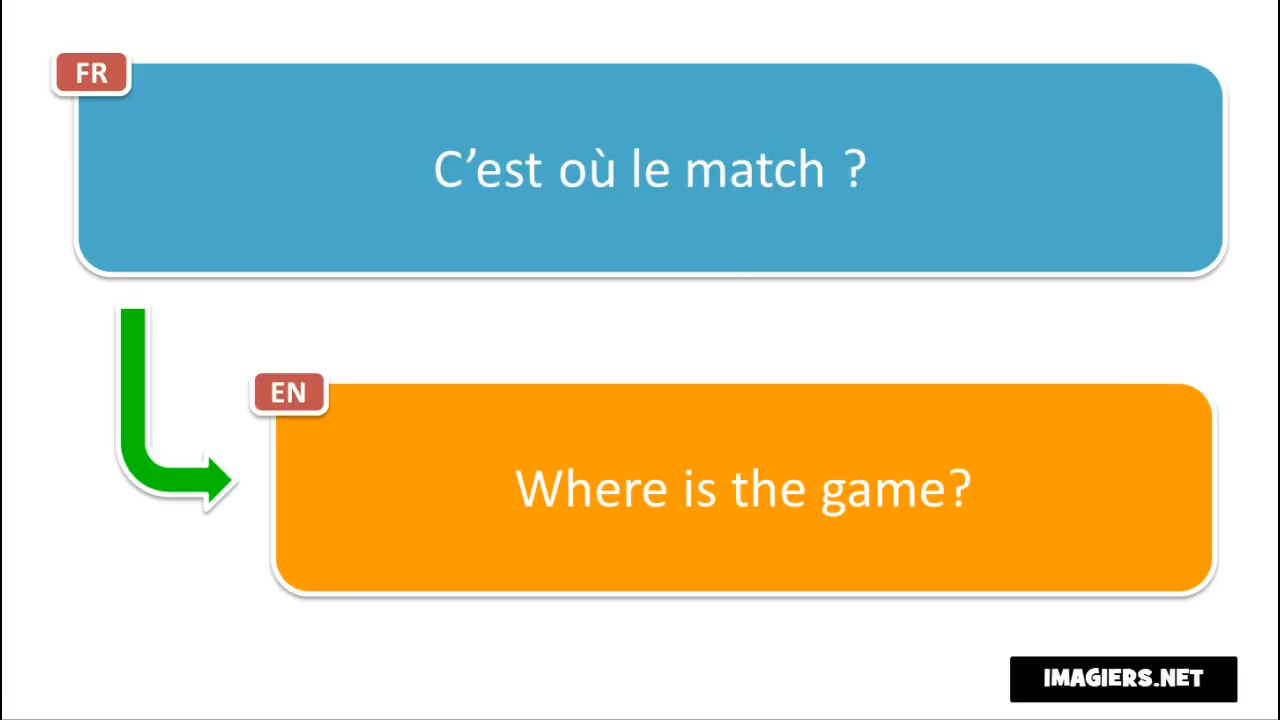 FR
C’est où le match ?
EN
Where is the game?
IMAGIERS.NET